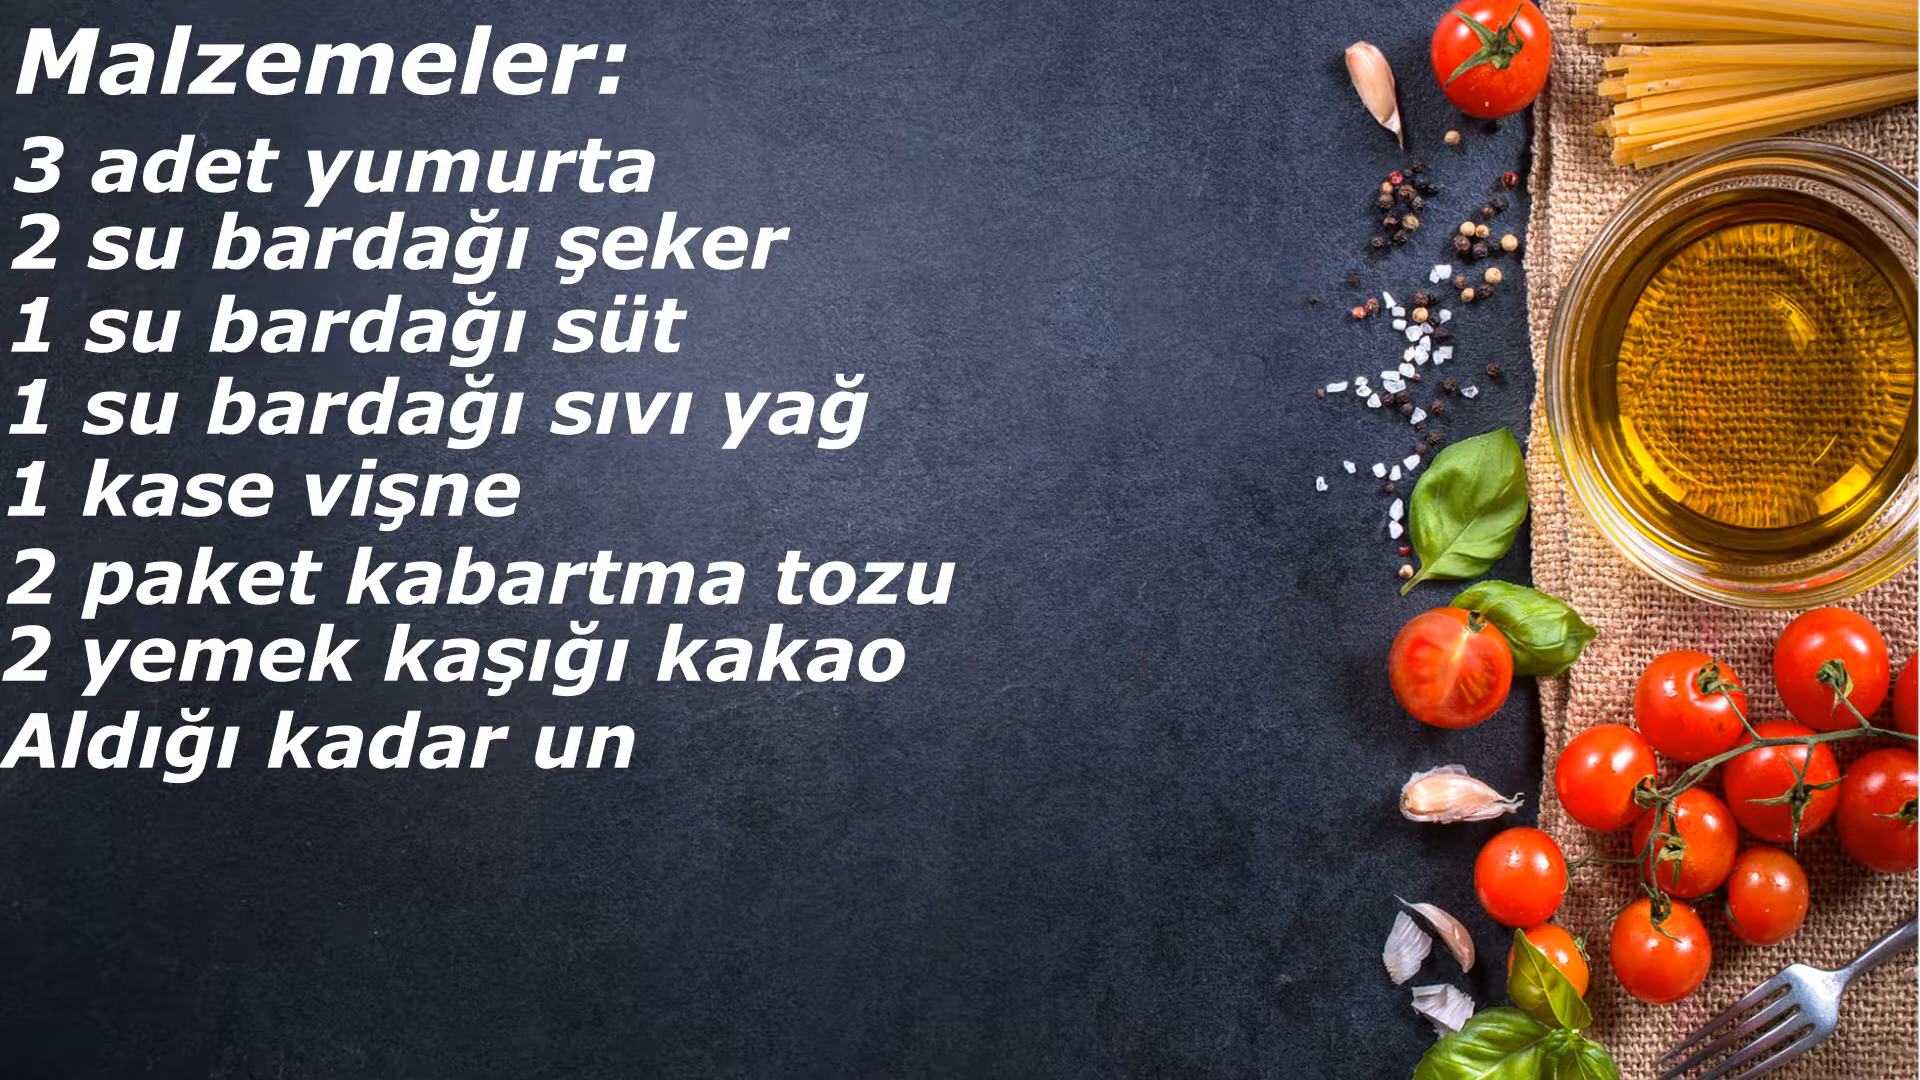 Malzemeler:
3 adet yumurta
2 su bardağı şeker
1 su bardağı süt
1 su bardağı sıvı yağ
1 kase vişne
2 paket kabartma tozu
2 yemek kaşığı kakao
Aldığı kadar un